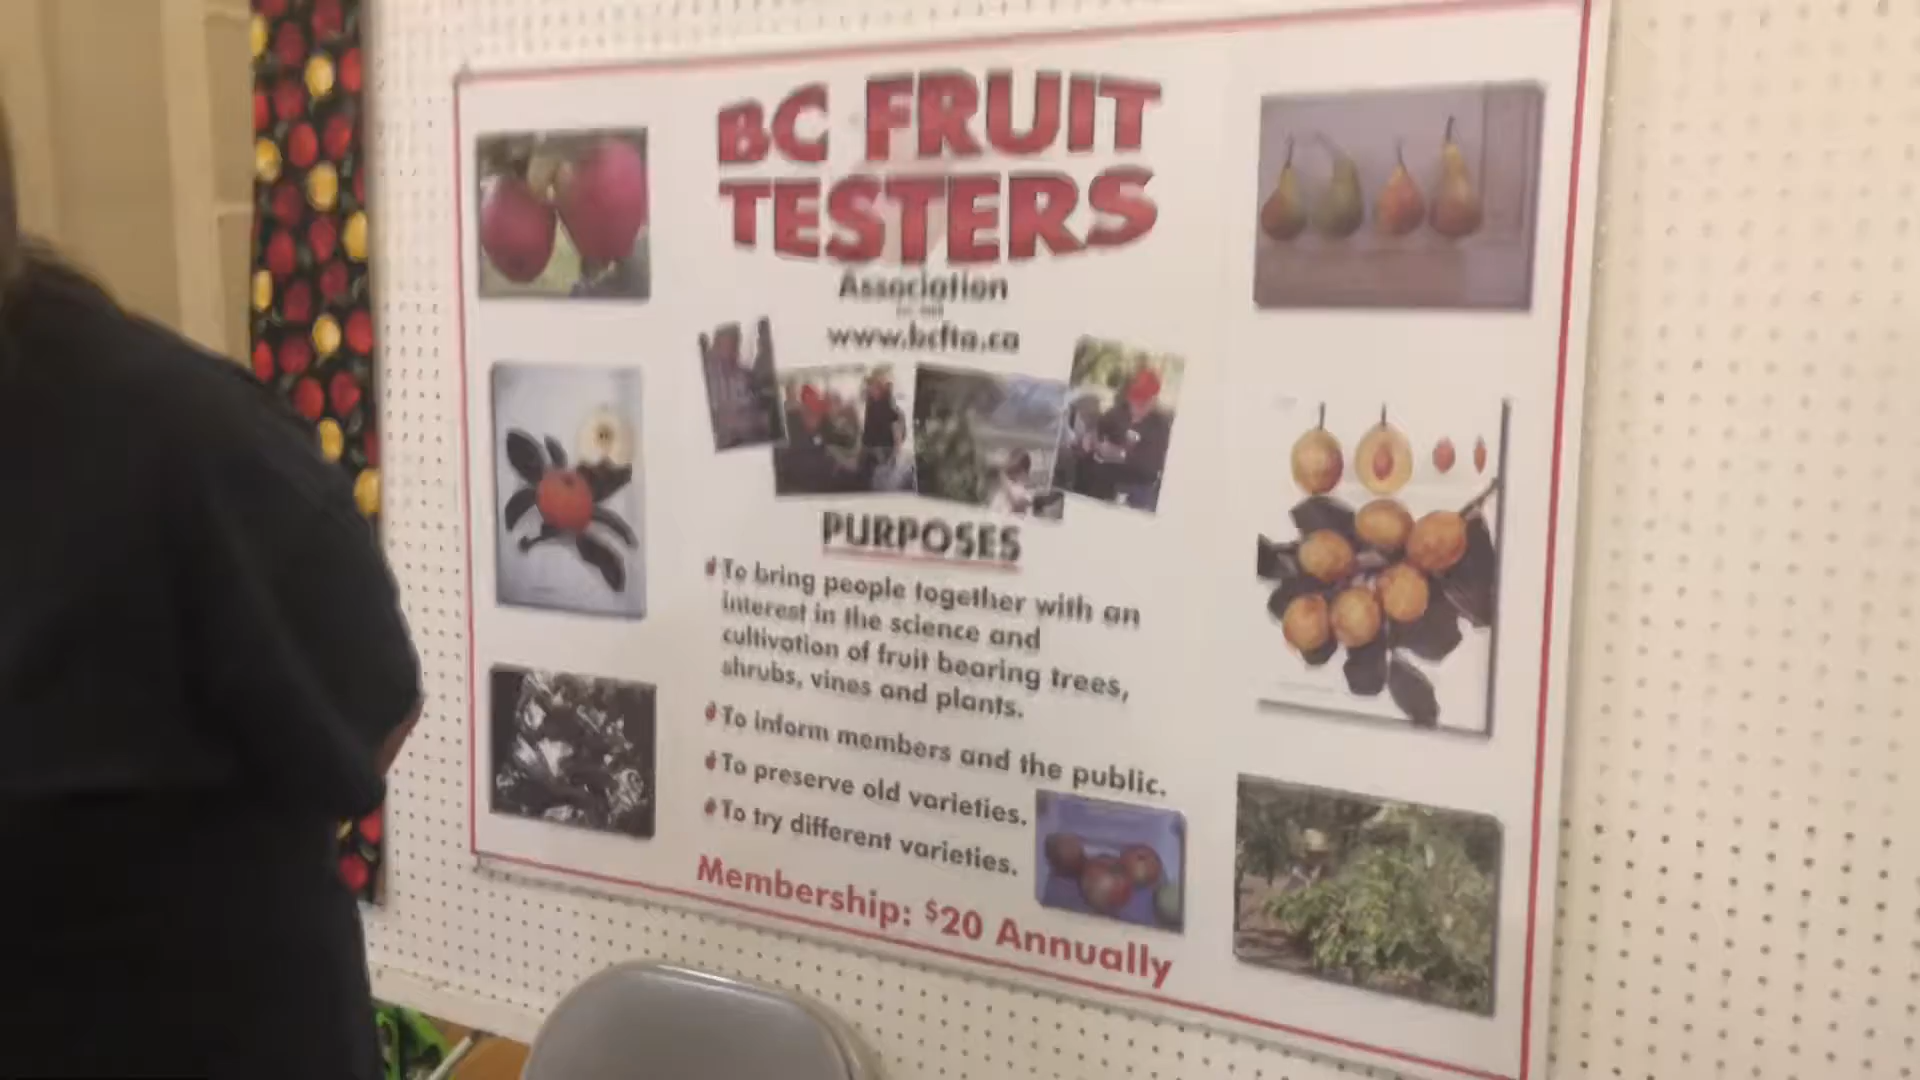 BC FRUIT
TESTERS
Association
www.bcfta.ca
PURPOSES
To bring people together with an
interest in the science and
cultivation of fruit bearing trees,
shrubs, vines and plants.
To inform members and the public.
To preserve old varieties.
To try different varieties.
Membership: $20 Annually